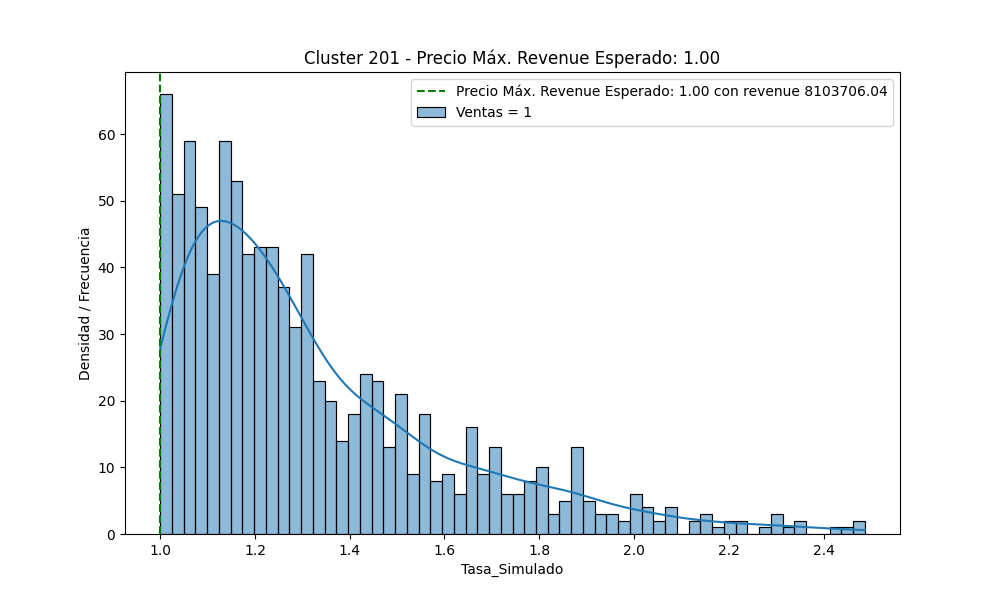 Cluster 201 - Precio Máx. Revenue Esperado: 1.00
Precio Máx. Revenue Esperado: 1.00 con revenue 8103706.04
Ventas = 1
Densidad / Frecuencia
60
50
40
30
20
10
0
1.0 1.2 1.4 1.6 1.8 2.0 2.2 2.4
Tasa_Simulado